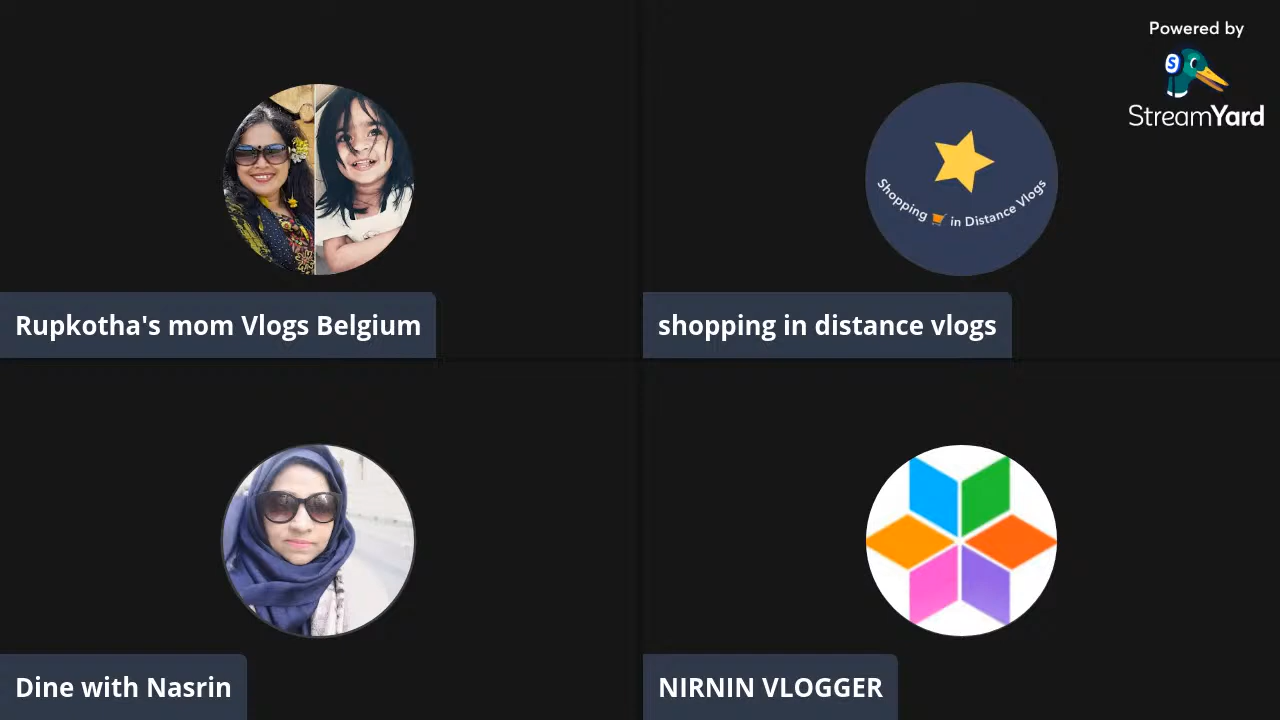 Powered by
S
StreamYard
Shopping 🛒 in Distance Vlogs
Rupkotha's mom Vlogs Belgium
shopping in distance vlogs
Dine with Nasrin
NIRNIN VLOGGER